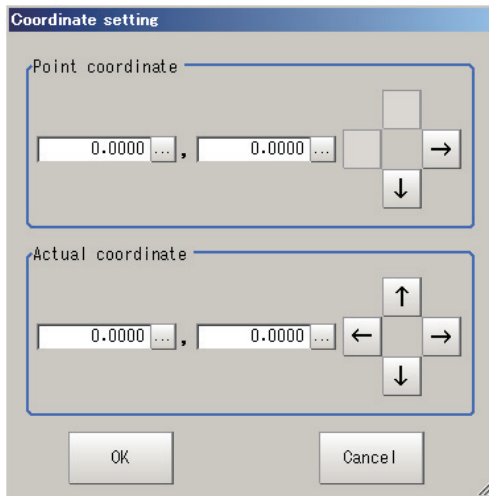 Coordinate setting
Point coordinate
0.0000 ... , 0.0000 ... →
↓
Actual coordinate
↑
0.0000 ... , 0.0000 ... ← →
↓
OK Cancel